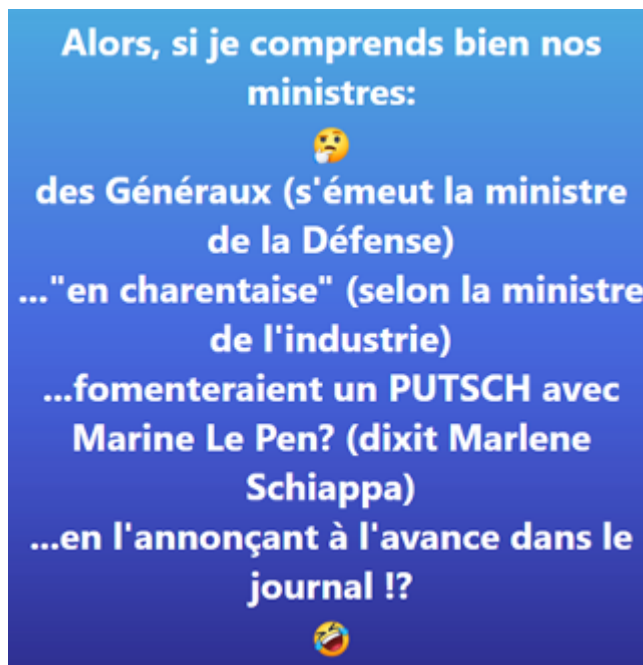 Alors, si je comprends bien nos
ministres:
🤔
des Généraux (s'émeut la ministre
de la Défense)
..."en charentaise" (selon la ministre
de l'industrie)
...fomenteraient un PUTSCH avec
Marine Le Pen? (dixit Marlene
Schiappa)
...en l'annonçant à l'avance dans le
journal !?
🤣